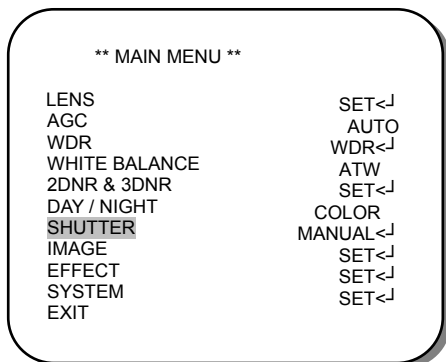 ** MAIN MENU **
LENS SET<┘
AGC AUTO
WDR WDR<┘
WHITE BALANCE ATW
2DNR & 3DNR SET<┘
DAY / NIGHT COLOR
SHUTTER MANUAL<┘
IMAGE SET<┘
EFFECT SET<┘
SYSTEM SET<┘
EXIT